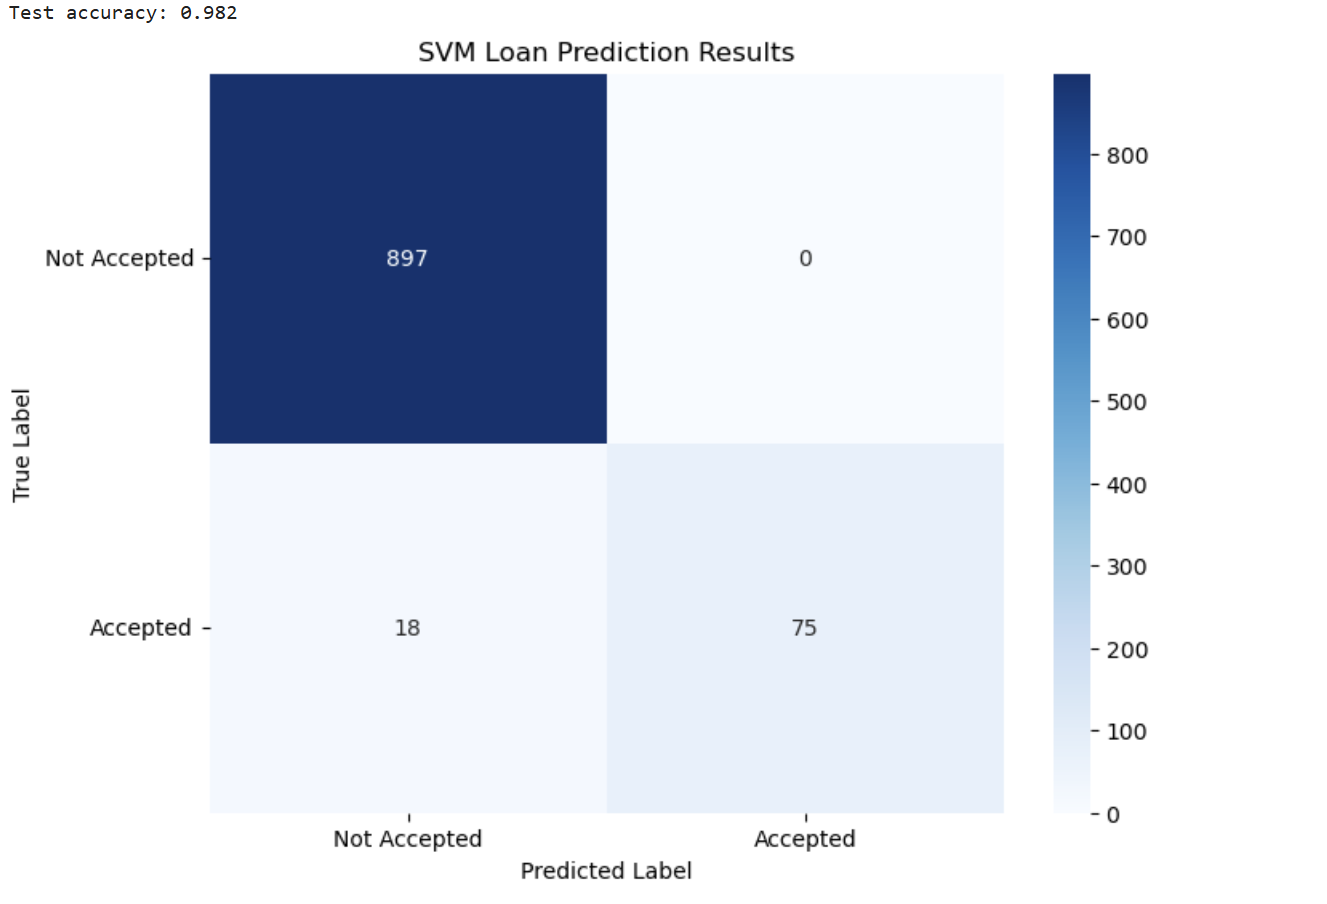 Test accuracy: 0.982
SVM Loan Prediction Results
True Label
Not Accepted
897
0
Accepted
18
75
Not Accepted
Accepted
Predicted Label
800
700
600
500
400
300
200
100
0